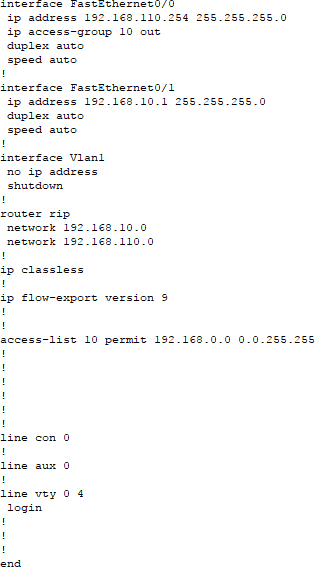 interface FastEthernet0/0
 ip address 192.168.110.254 255.255.255.0
 ip access-group 10 out
 duplex auto
 speed auto
!
interface FastEthernet0/1
 ip address 192.168.10.1 255.255.255.0
 duplex auto
 speed auto
!
interface Vlan1
 no ip address
 shutdown
!
router rip
 network 192.168.10.0
 network 192.168.110.0
!
ip classless
!
ip flow-export version 9
!
!
access-list 10 permit 192.168.0.0 0.0.255.255
!
!
!
!
!
!
line con 0
!
line aux 0
!
line vty 0 4
 login
!
!
!
end